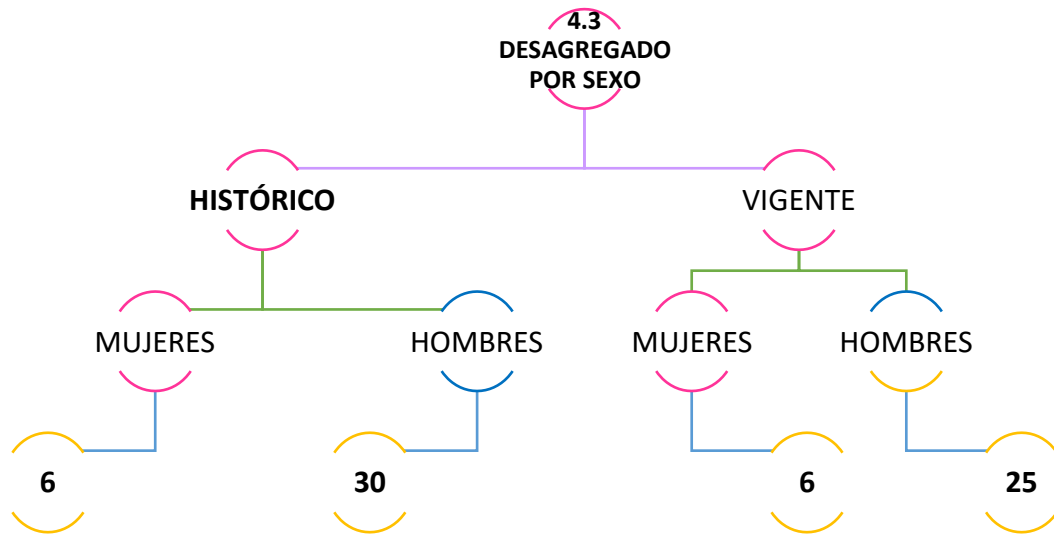 4.3
DESAGREGADO
POR SEXO
HISTÓRICO
VIGENTE
MUJERES
HOMBRES
MUJERES
HOMBRES
6
30
6
25